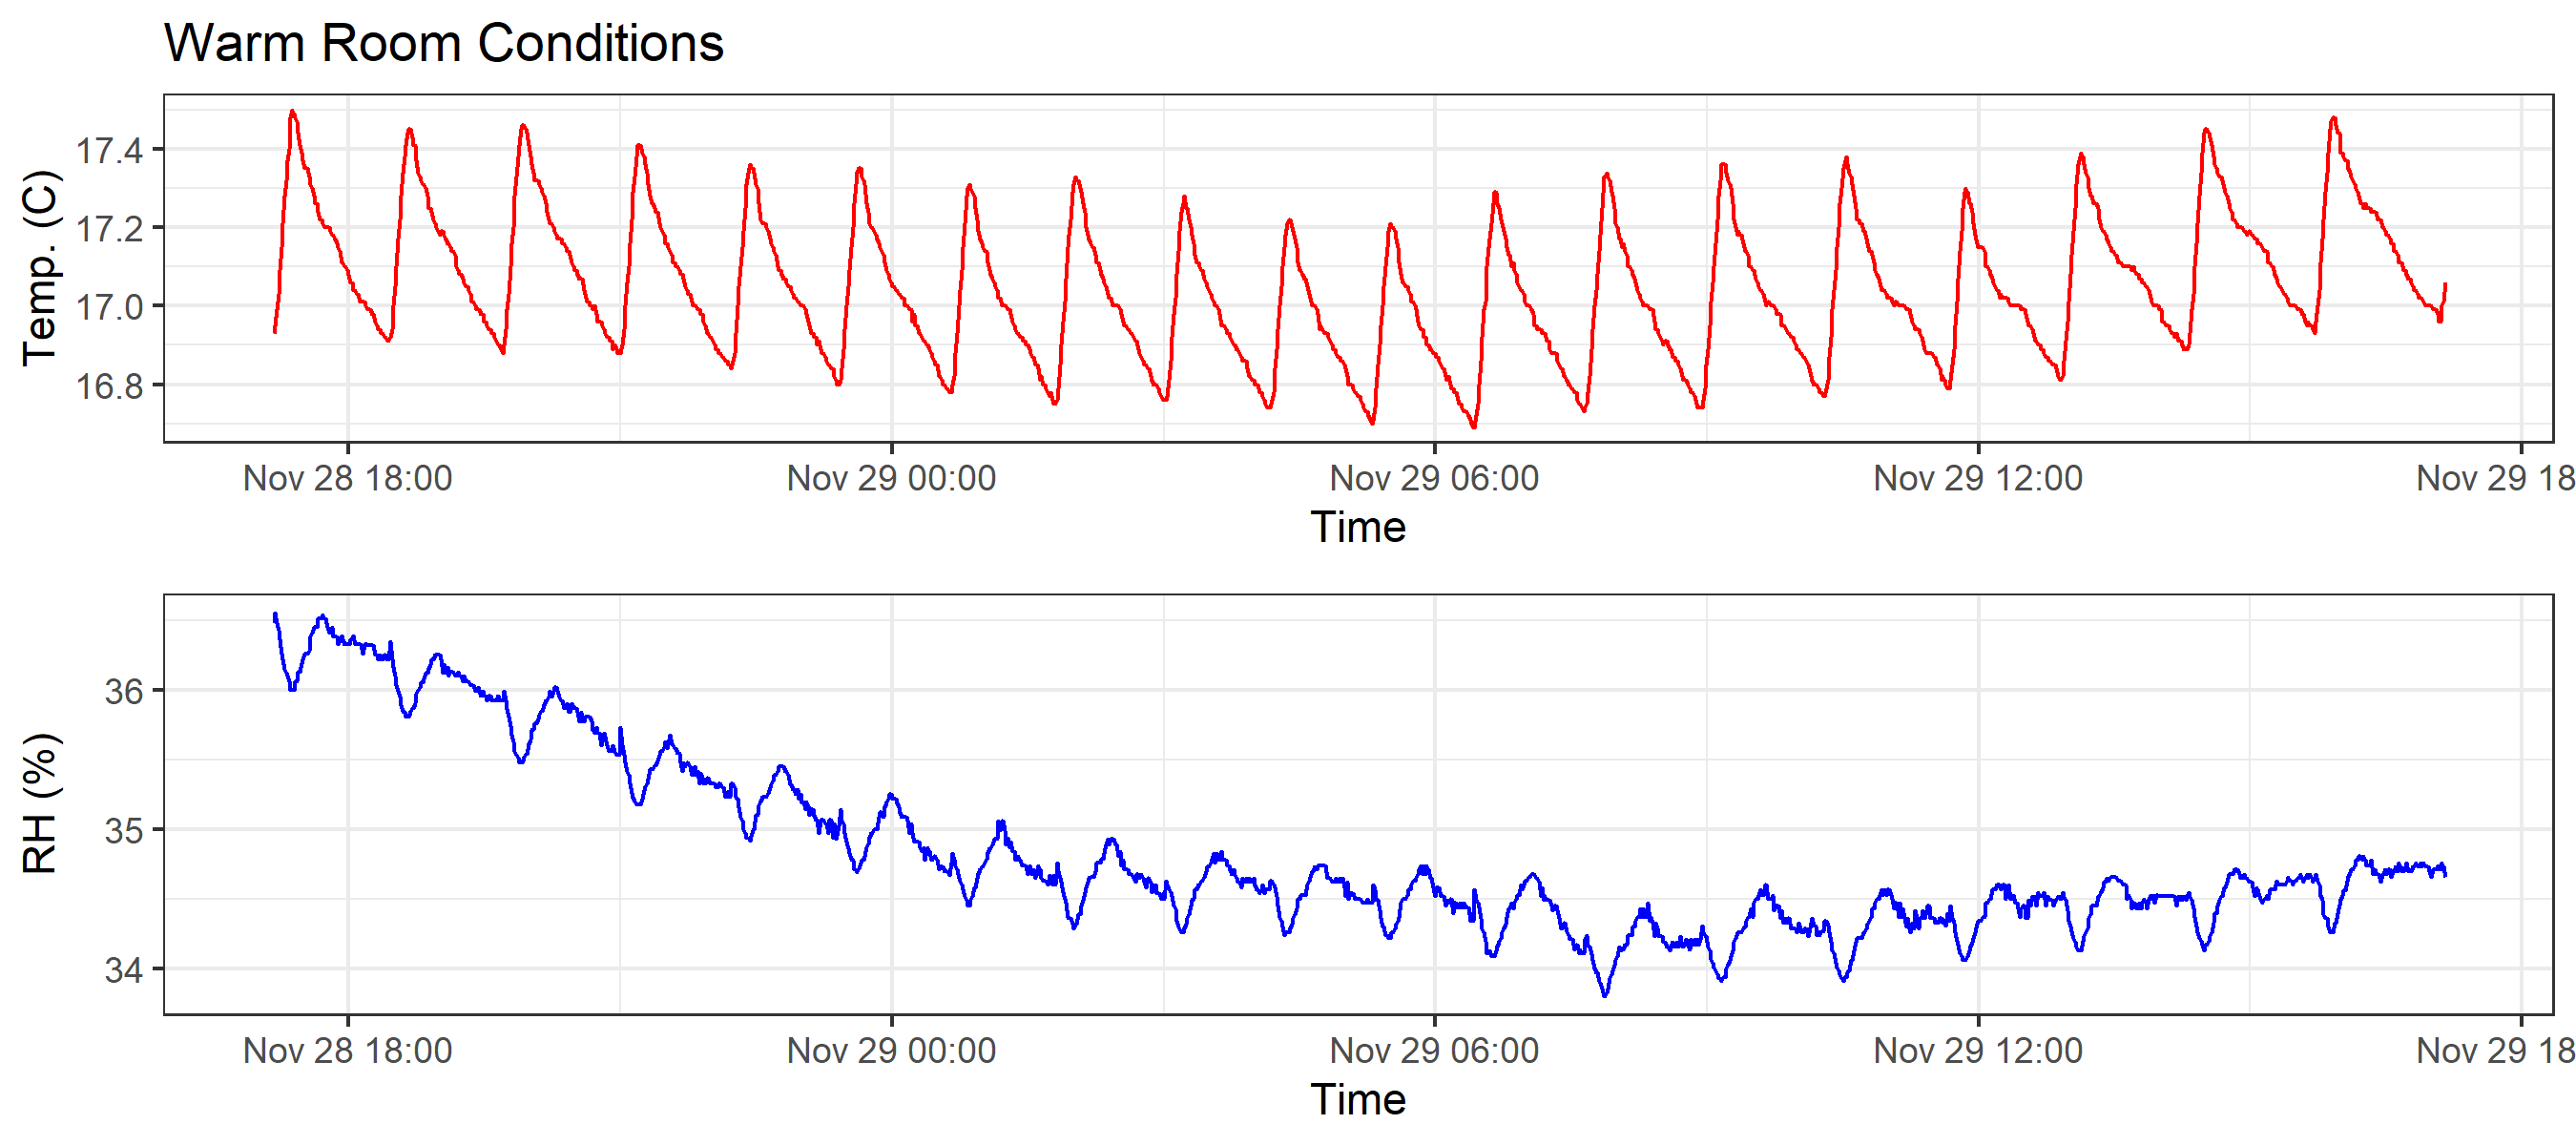 Warm Room Conditions
Temp. (C)
17.4
17.2
17.0
16.8
Nov 28 18:00 Nov 29 00:00 Nov 29 06:00 Nov 29 12:00 Nov 29 18
Time
RH (%)
36
35
34
Nov 28 18:00 Nov 29 00:00 Nov 29 06:00 Nov 29 12:00 Nov 29 18
Time